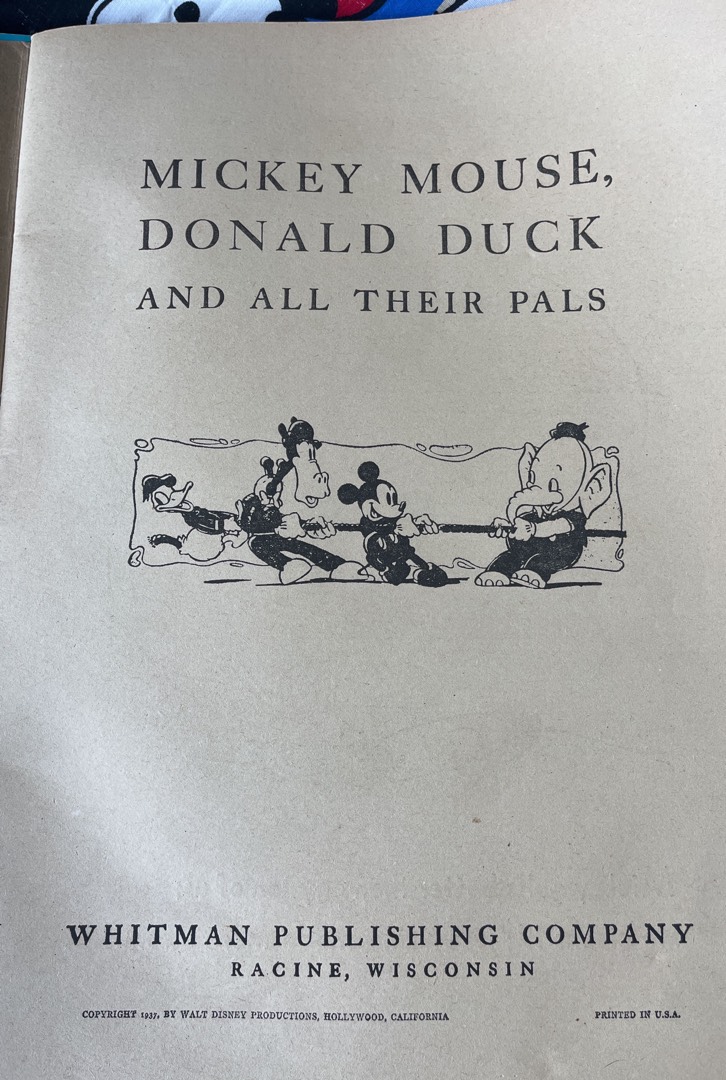 MICKEY MOUSE,
DONALD DUCK
AND ALL THEIR PALS
WHITMAN PUBLISHING COMPANY
RACINE, WISCONSIN
COPYRIGHT 1937, BY WALT DISNEY PRODUCTIONS, HOLLYWOOD, CALIFORNIA PRINTED IN U.S.A.